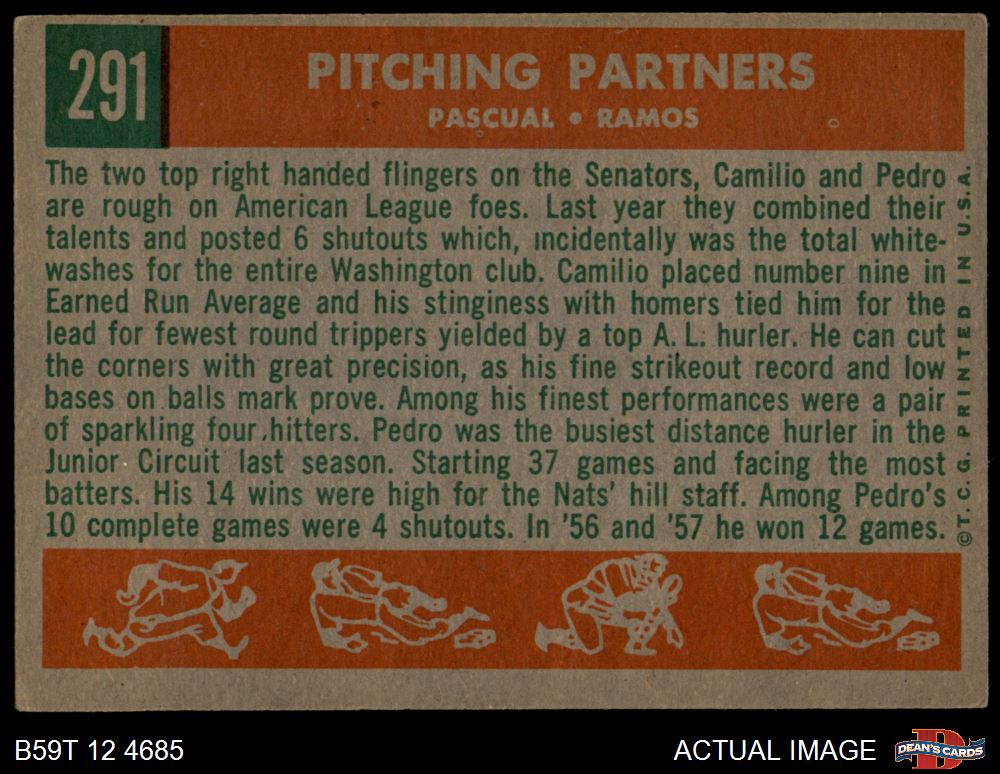 291
PITCHING PARTNERS
PASCUAL • RAMOS
The two top right handed flingers on the Senators, Camilio and Pedro
are rough on American League foes. Last year they combined their
talents and posted 6 shutouts which, incidentally was the total white-
washes for the entire Washington club. Camilio placed number nine in
Earned Run Average and his stinginess with homers tied him for the
lead for fewest round trippers yielded by a top A. L. hurler. He can cut
the corners with great precision, as his fine strikeout record and low
bases on balls mark prove. Among his finest performances were a pair
of sparkling four hitters. Pedro was the busiest distance hurler in the
Junior Circuit last season. Starting 37 games and facing the most
batters. His 14 wins were high for the Nats' hill staff. Among Pedro's
10 complete games were 4 shutouts. In '56 and '57 he won 12 games.
©T. C. G. PRINTED IN U.S.A.
B59T 12 4685
ACTUAL IMAGE
D
DEAN'S CARDS